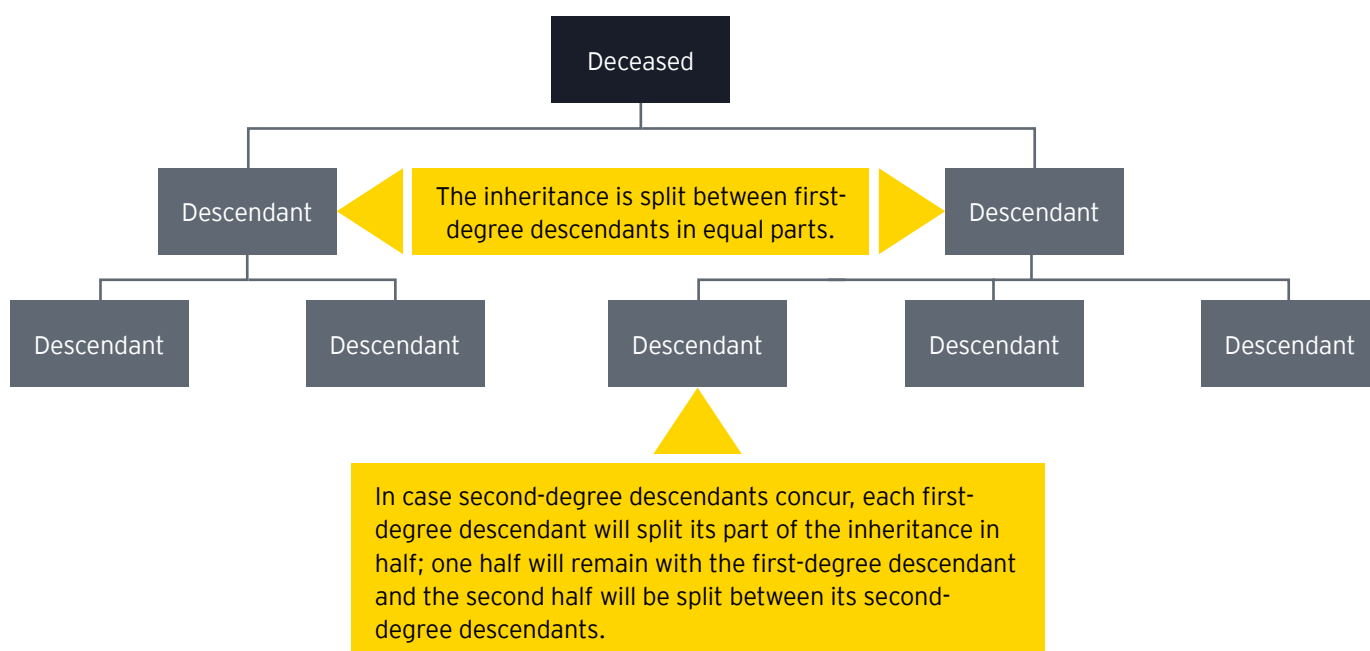 Deceased
Descendant
The inheritance is split between first-
degree descendants in equal parts.
Descendant
Descendant
Descendant
Descendant
Descendant
Descendant
In case second-degree descendants concur, each first-
degree descendant will split its part of the inheritance in
half; one half will remain with the first-degree descendant
and the second half will be split between its second-
degree descendants.